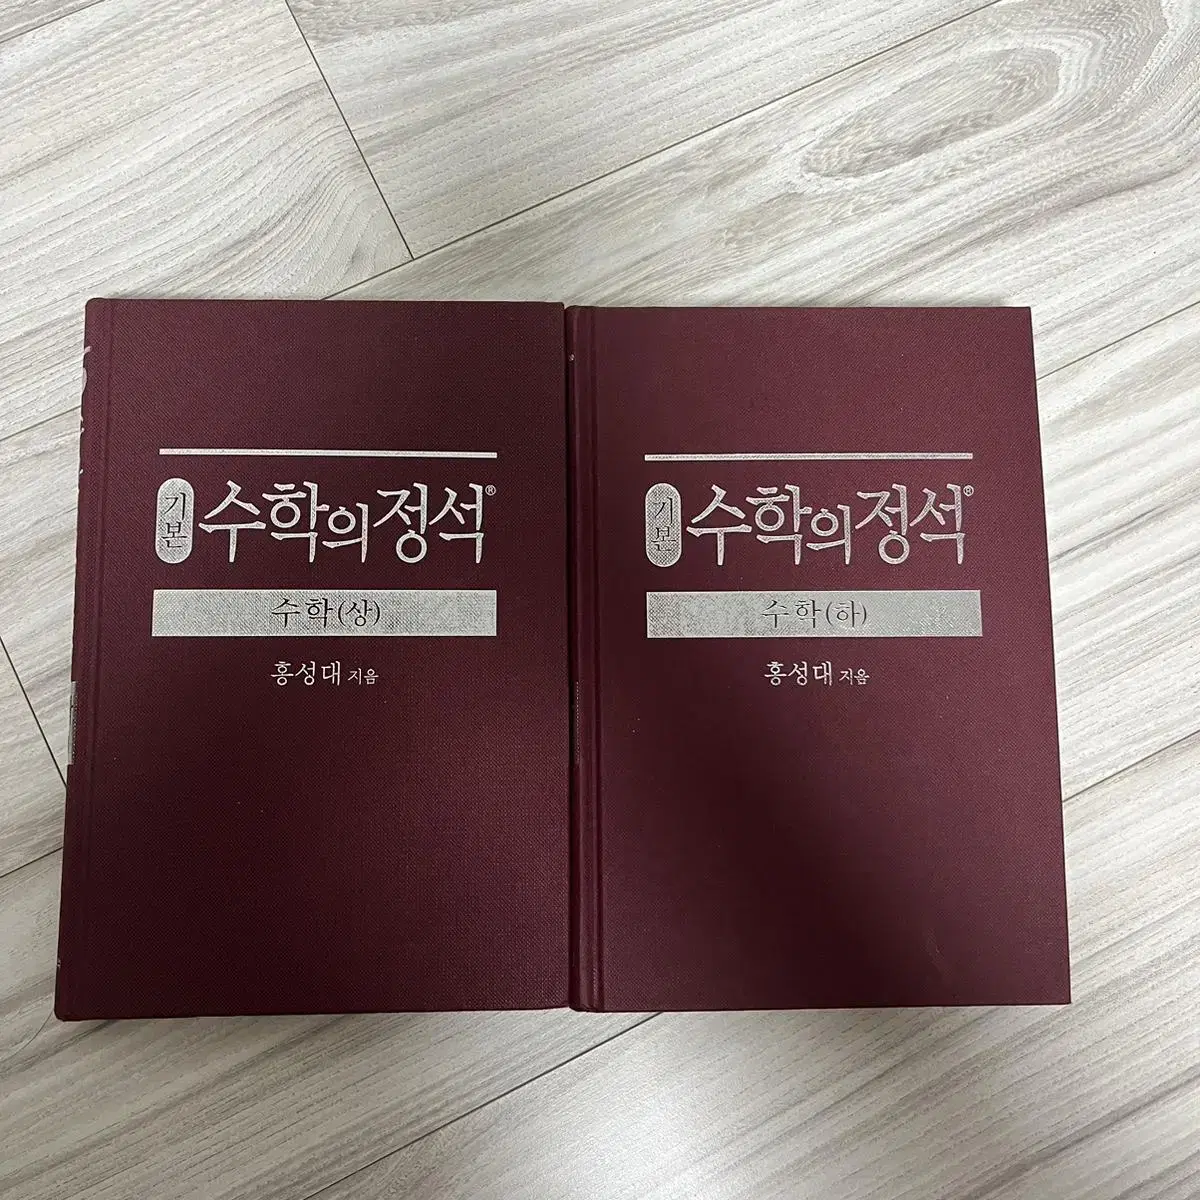 기본 수학의 정석®
수학(상)
홍성대 지음
기본 수학의 정석®
수학(하)
홍성대 지음